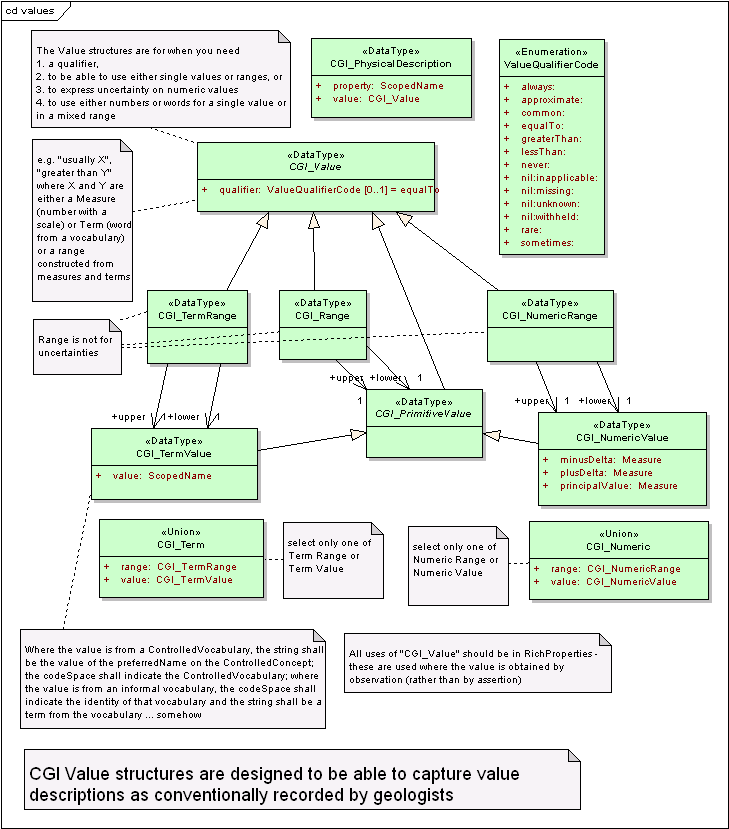 cd values
The Value structures are for when you need
1. a qualifier,
2. to be able to use either single values or ranges, or
3. to express uncertainty on numeric values
4. to use either numbers or words for a single value or
in a mixed range
«DataType»
CGI_PhysicalDescription
+ property: ScopedName
+ value: CGI_Value
«Enumeration»
ValueQualifierCode
+ always:
+ approximate:
+ common:
+ equalTo:
+ greaterThan:
+ lessThan:
+ never:
+ nil:inapplicable:
+ nil:missing:
+ nil:unknown:
+ nil:withheld:
+ rare:
+ sometimes:
e.g. "usually X",
"greater than Y"
where X and Y are
either a Measure
(number with a
scale) or Term (word
from a vocabulary)
or a range
constructed from
measures and terms
«DataType»
CGI_Value
+ qualifier: ValueQualifierCode [0..1] = equalTo
«DataType»
CGI_TermRange
«DataType»
CGI_Range
«DataType»
CGI_NumericRange
Range is not for
uncertainties
+upper 1
+lower 1
+upper
1
+lower 1
+upper 1
+lower 1
«DataType»
CGI_PrimitiveValue
«DataType»
CGI_TermValue
+ value: ScopedName
«DataType»
CGI_NumericValue
+ minusDelta: Measure
+ plusDelta: Measure
+ principalValue: Measure
«Union»
CGI_Term
+ range: CGI_TermRange
+ value: CGI_TermValue
select only one of
Term Range or
Term Value
select only one of
Numeric Range or
Numeric Value
«Union»
CGI_Numeric
+ range: CGI_NumericRange
+ value: CGI_NumericValue
Where the value is from a ControlledVocabulary, the string shall
be the value of the preferredName on the ControlledConcept;
the codeSpace shall indicate the ControlledVocabulary; where
the value is from an informal vocabulary, the codeSpace shall
indicate the identity of that vocabulary and the string shall be a
term from the vocabulary ... somehow
All uses of "CGI_Value" should be in RichProperties -
these are used where the value is obtained by
observation (rather than by assertion)
CGI Value structures are designed to be able to capture value
descriptions as conventionally recorded by geologists